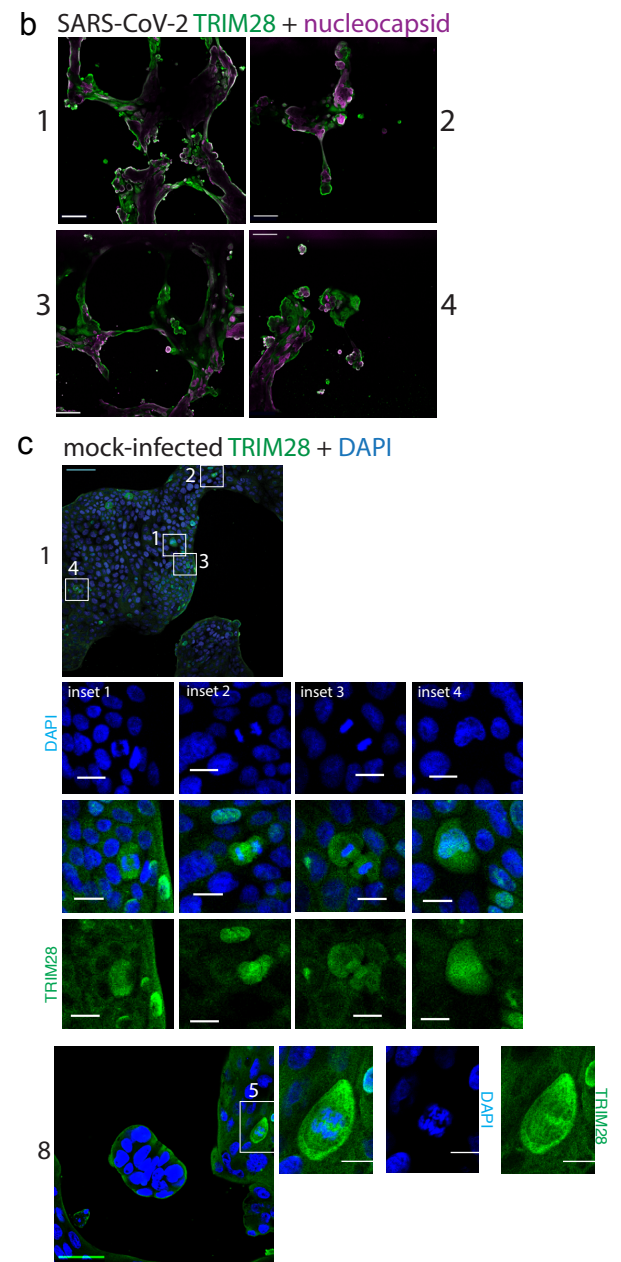 b SARS-CoV-2 TRIM28 + nucleocapsid
1
2
3
4
c mock-infected TRIM28 + DAPI
1
2
1
3
4
inset 1 inset 2 inset 3 inset 4
DAPI
TRIM28
8
5
DAPI
TRIM28